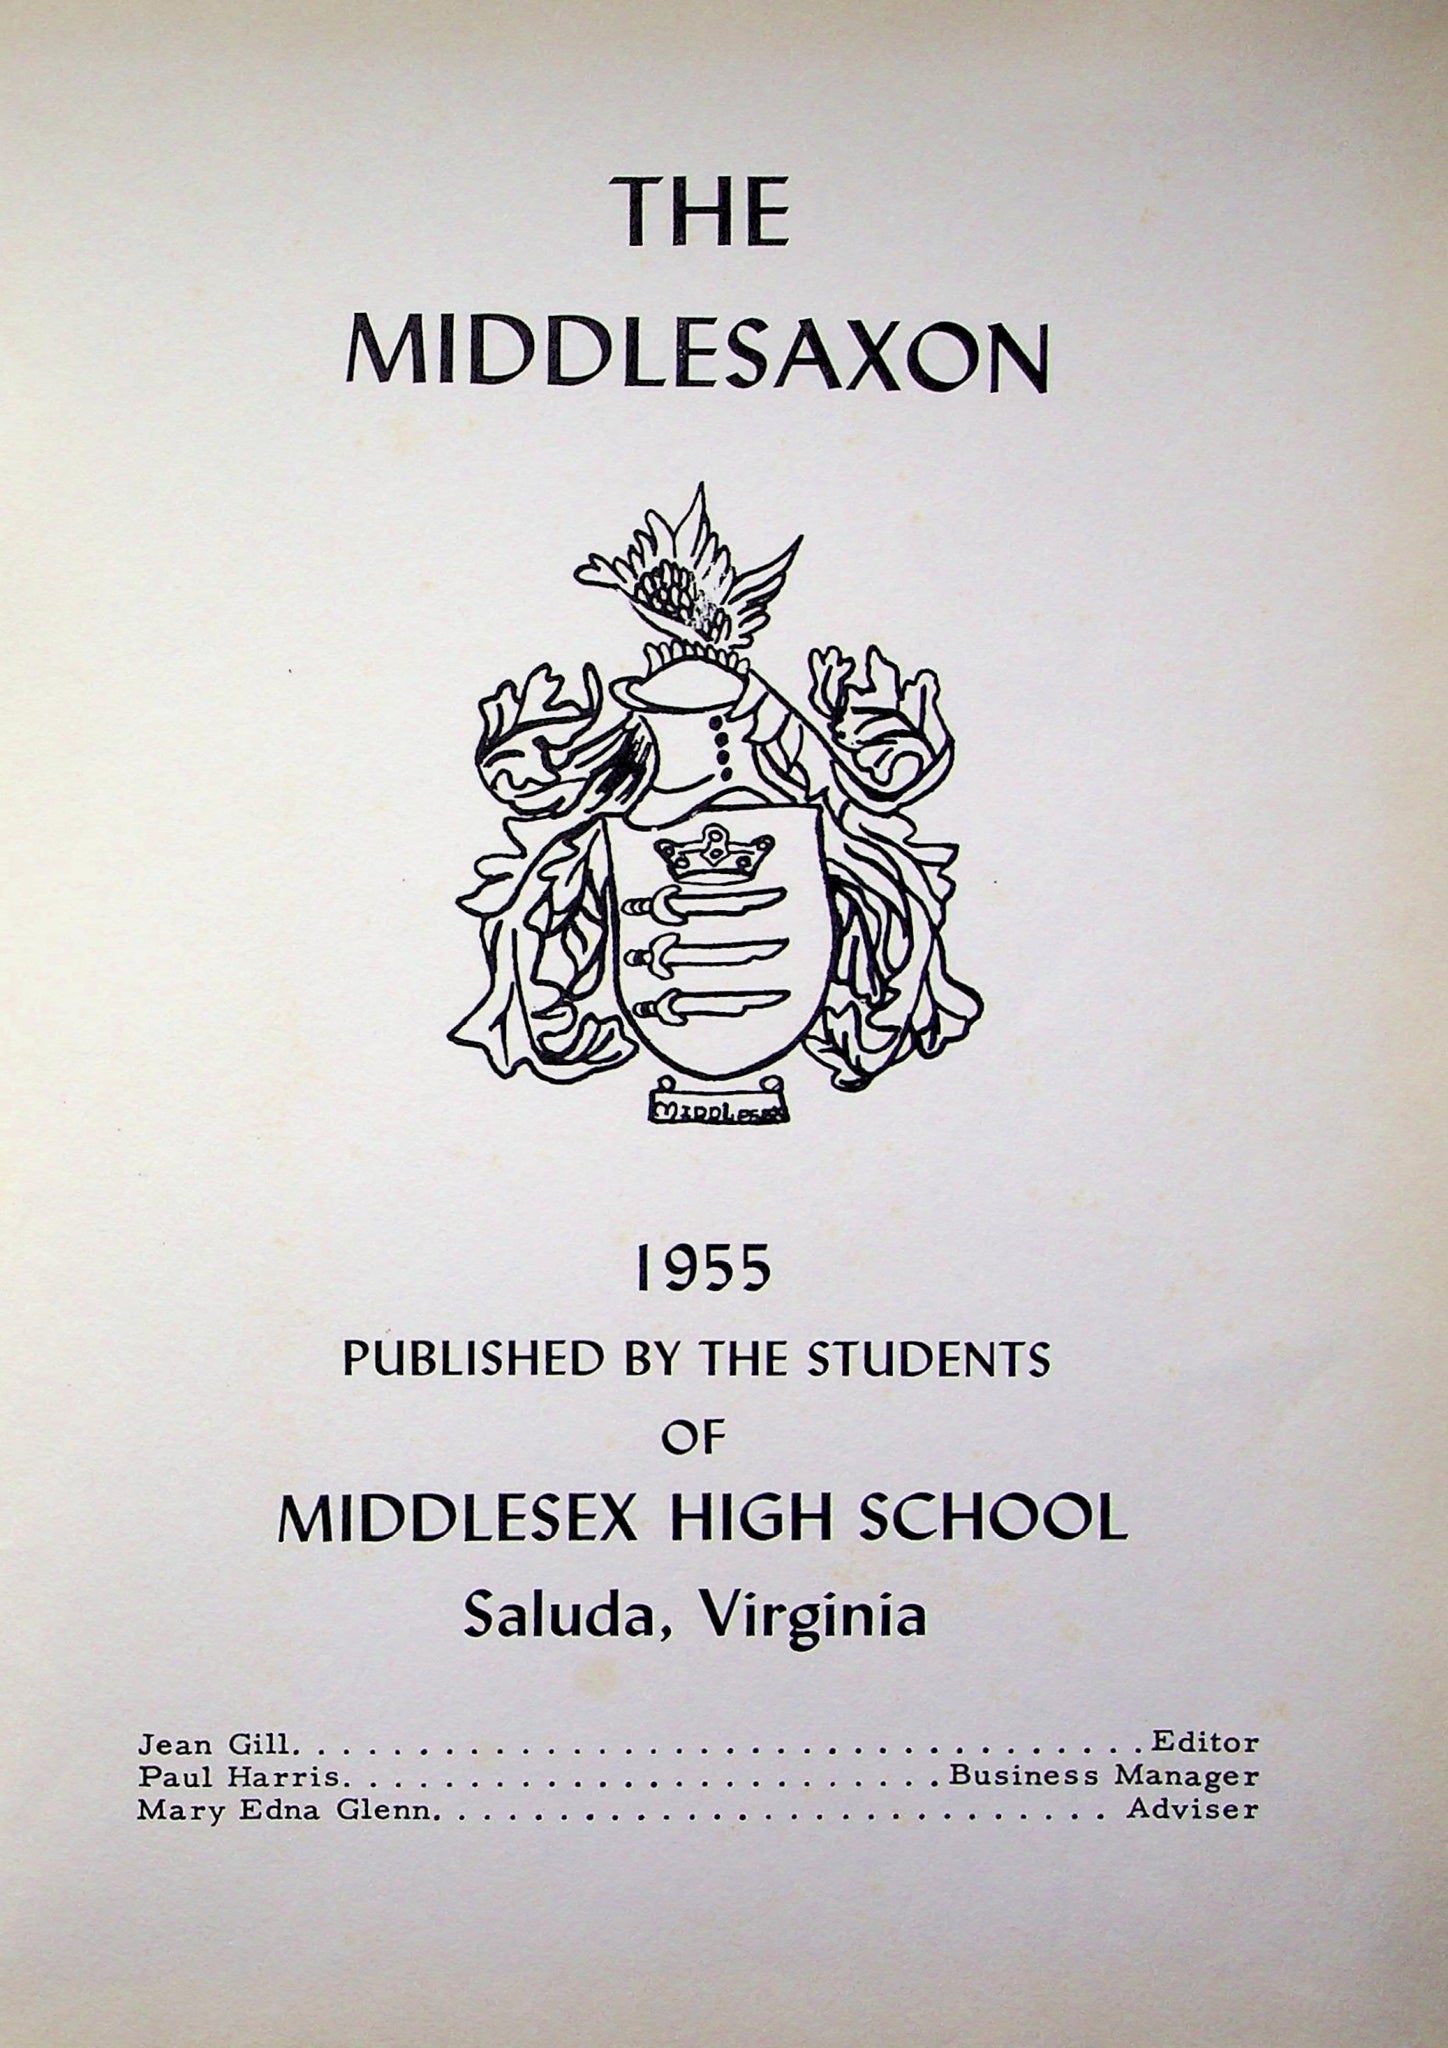 THE
MIDDLESAXON
MIDDLESEX
1955
PUBLISHED BY THE STUDENTS
OF
MIDDLESEX HIGH SCHOOL
Saluda, Virginia
Jean Gill. . . . . . . . . . . . . . . . . . . . . . . . . . . . . . . . . . Editor
Paul Harris. . . . . . . . . . . . . . . . . . . . . . . . Business Manager
Mary Edna Glenn. . . . . . . . . . . . . . . . . . . . . . . . . . . Adviser